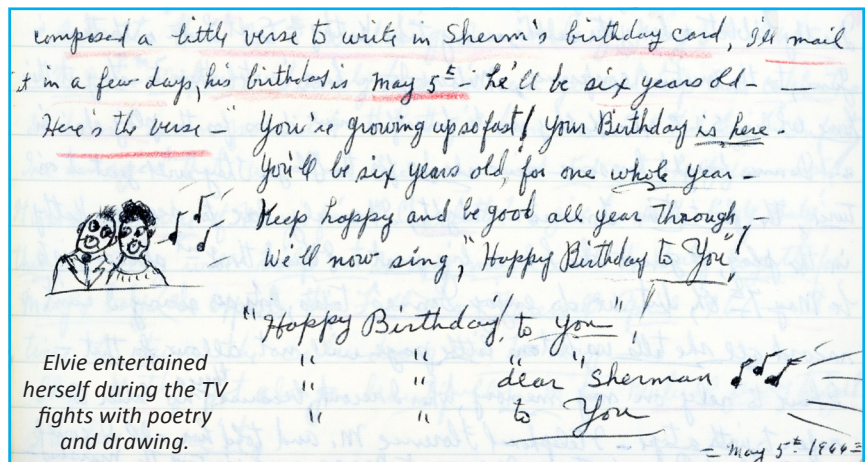 composed a little verse to write in Sherm's birthday card, I'll mail
it in a few days, his birthday is May 5th – he'll be six years old – —
Here's the verse – " You're growing up so fast! Your Birthday is here –
You'll be six years old, for one whole year –
Keep happy and be good all year through, –
We'll now sing, "Happy Birthday to You",
"Happy Birthday, to You",
" " " "
" " dear Sherman
" " to You
= May 5th 1966 =
Elvie entertained
herself during the TV
fights with poetry
and drawing.